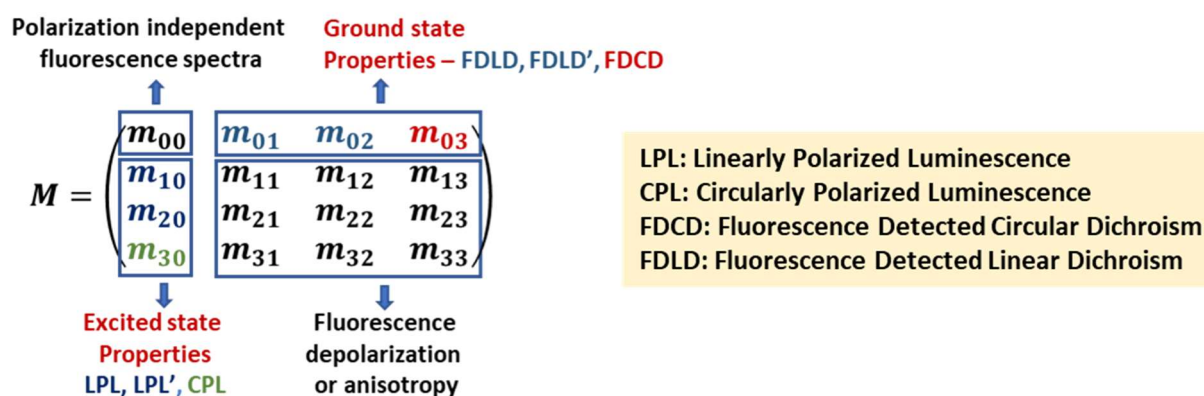 Polarization independent
fluorescence spectra
Ground state
Properties – FDLD, FDLD’, FDCD
M =
m00 m01 m02 m03
m10 m11 m12 m13
m20 m21 m22 m23
m30 m31 m32 m33
Excited state
Properties
LPL, LPL’, CPL
Fluorescence
depolarization
or anisotropy
LPL: Linearly Polarized Luminescence
CPL: Circularly Polarized Luminescence
FDCD: Fluorescence Detected Circular Dichroism
FDLD: Fluorescence Detected Linear Dichroism